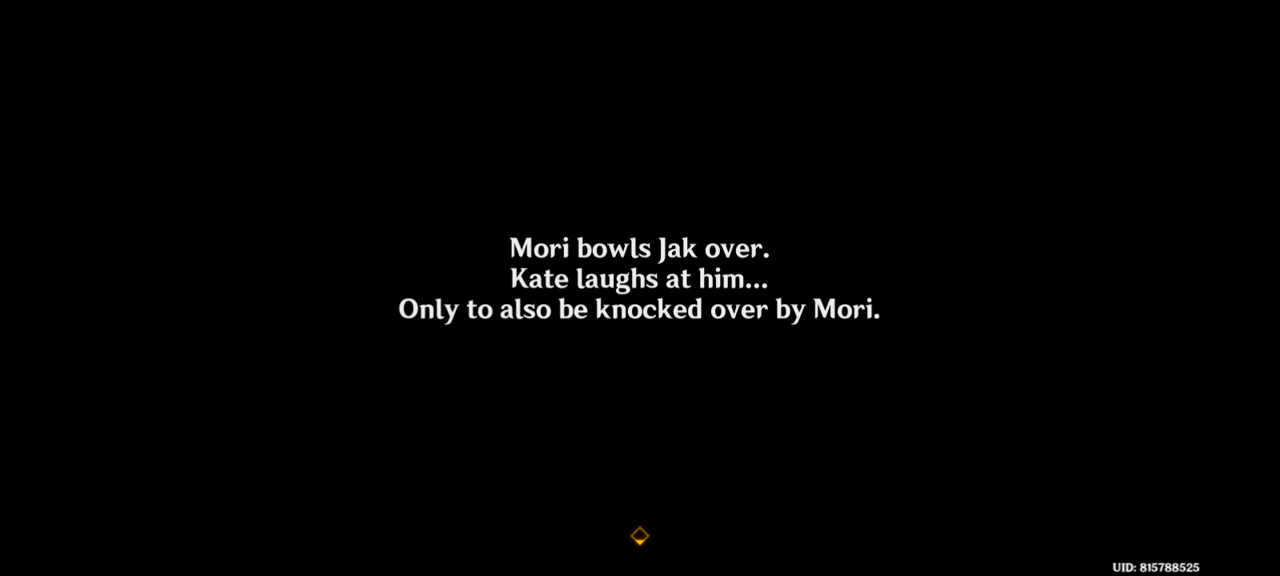 Mori bowls Jak over.
Kate laughs at him...
Only to also be knocked over by Mori.
UID: 815788525